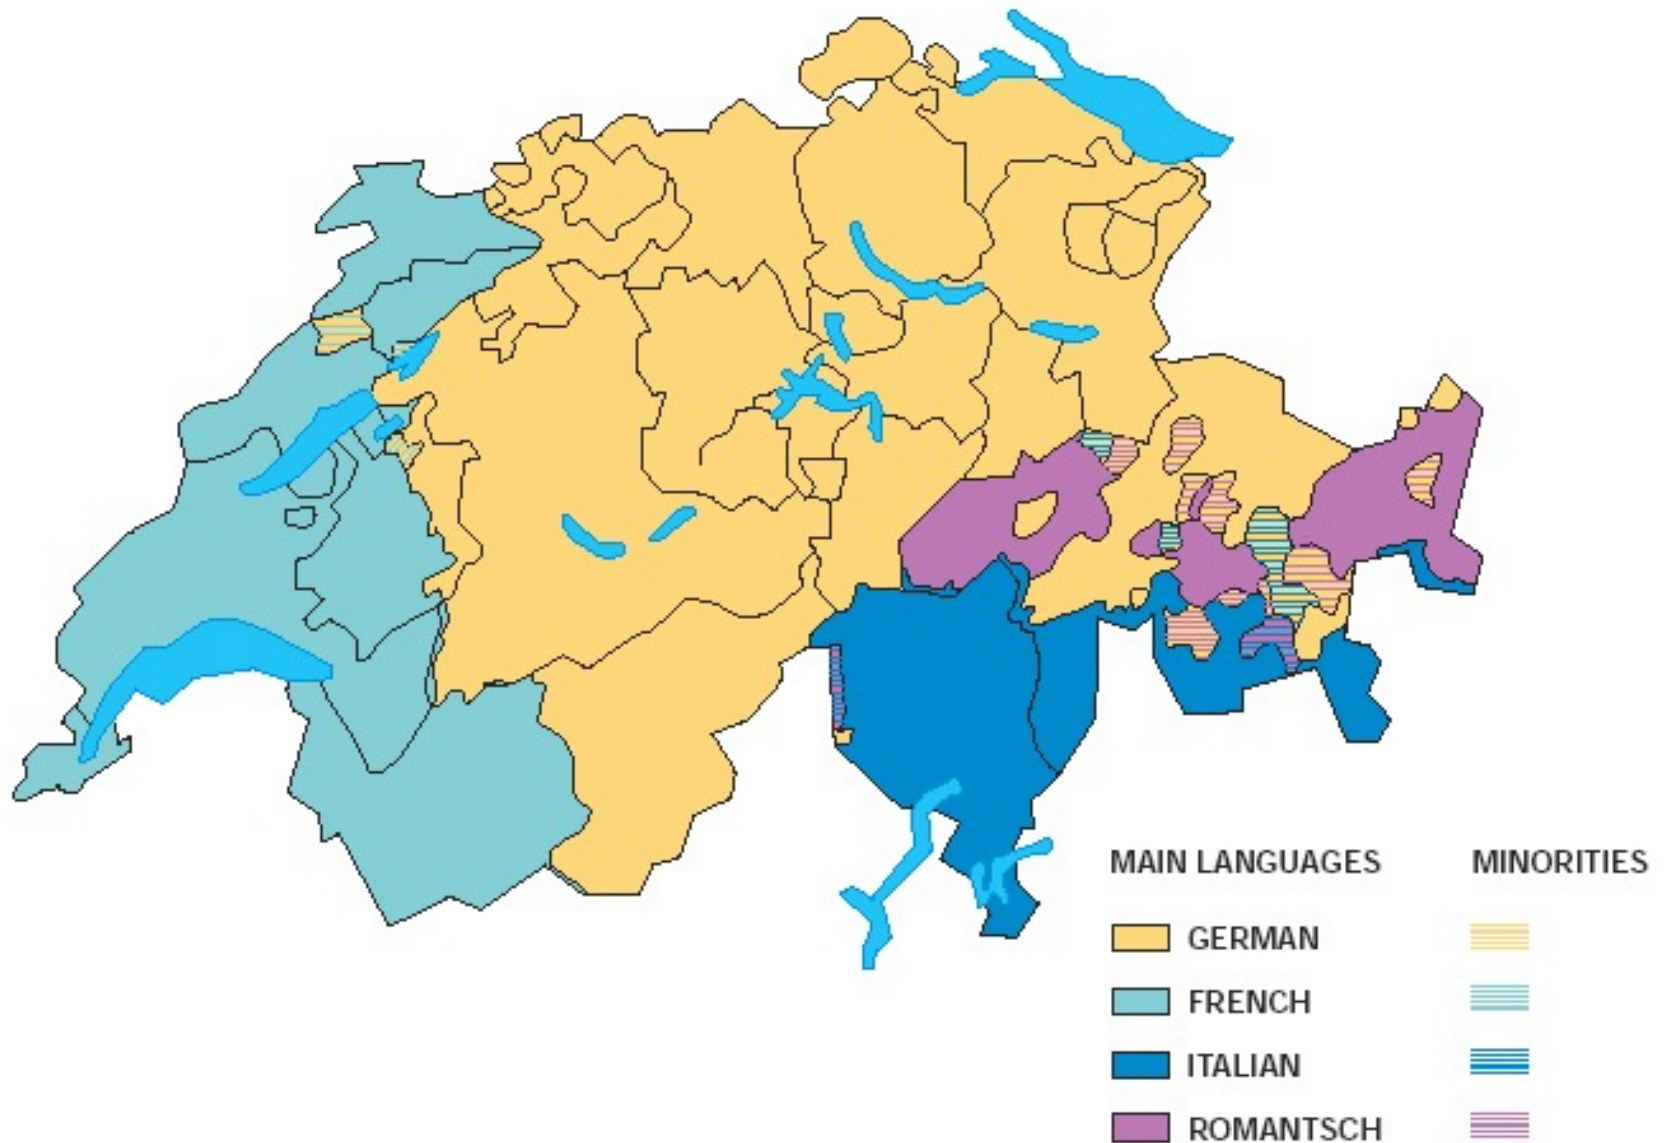 MAIN LANGUAGES MINORITIES
GERMAN
FRENCH
ITALIAN
ROMANTSCH